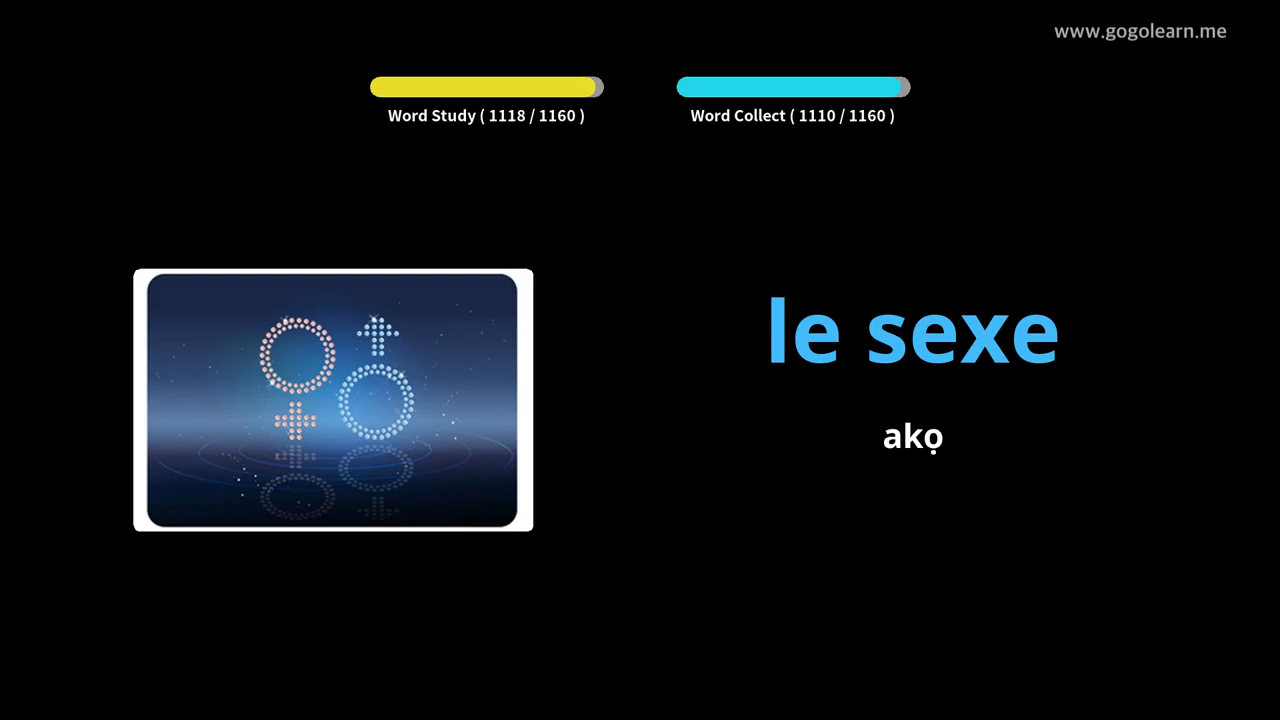 www.gogolearn.me
Word Study ( 1118 / 1160 )
Word Collect ( 1110 / 1160 )
le sexe
akọ